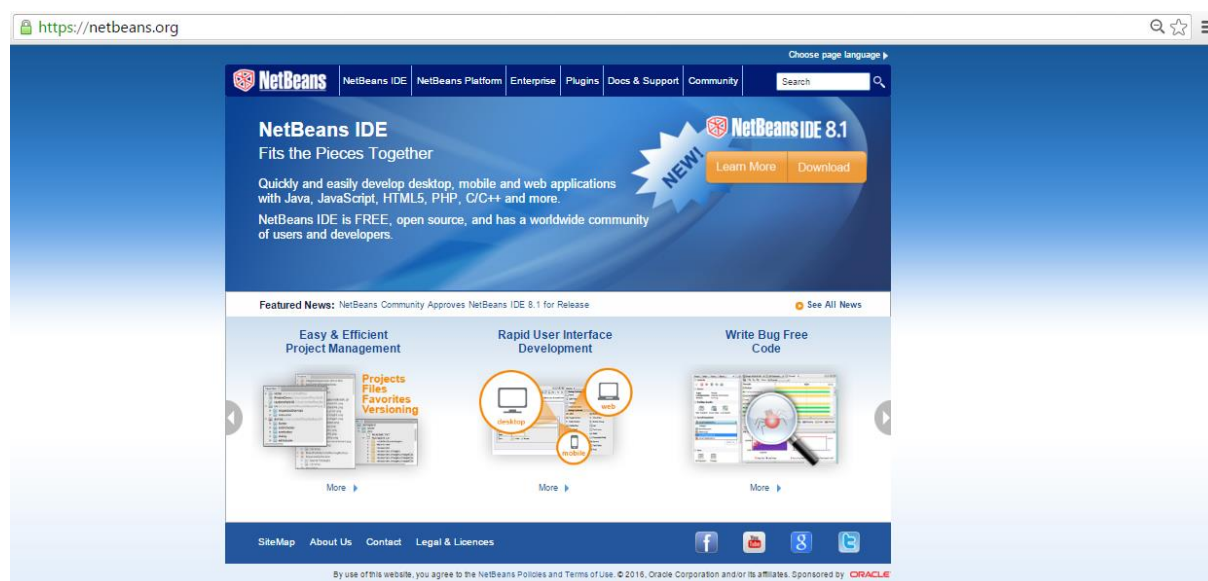 https://netbeans.org
Choose page language
NetBeans
NetBeans IDE NetBeans Platform Enterprise Plugins Docs & Support Community Search
NetBeans IDE
Fits the Pieces Together
Quickly and easily develop desktop, mobile and web applications
with Java, JavaScript, HTML5, PHP, C/C++ and more.
NetBeans IDE is FREE, open source, and has a worldwide community
of users and developers.
NEW!
NetBeans IDE 8.1
Learn More Download
Featured News: NetBeans Community Approves NetBeans IDE 8.1 for Release See All News
Easy & Efficient
Project Management
Projects
Files
Favorites
Versioning
More
Rapid User Interface
Development
desktop
web
mobile
More
Write Bug Free
Code
More
SiteMap About Us Contact Legal & Licences
By use of this website, you agree to the NetBeans Policies and Terms of Use. © 2016, Oracle Corporation and/or its affiliates. Sponsored by ORACLE